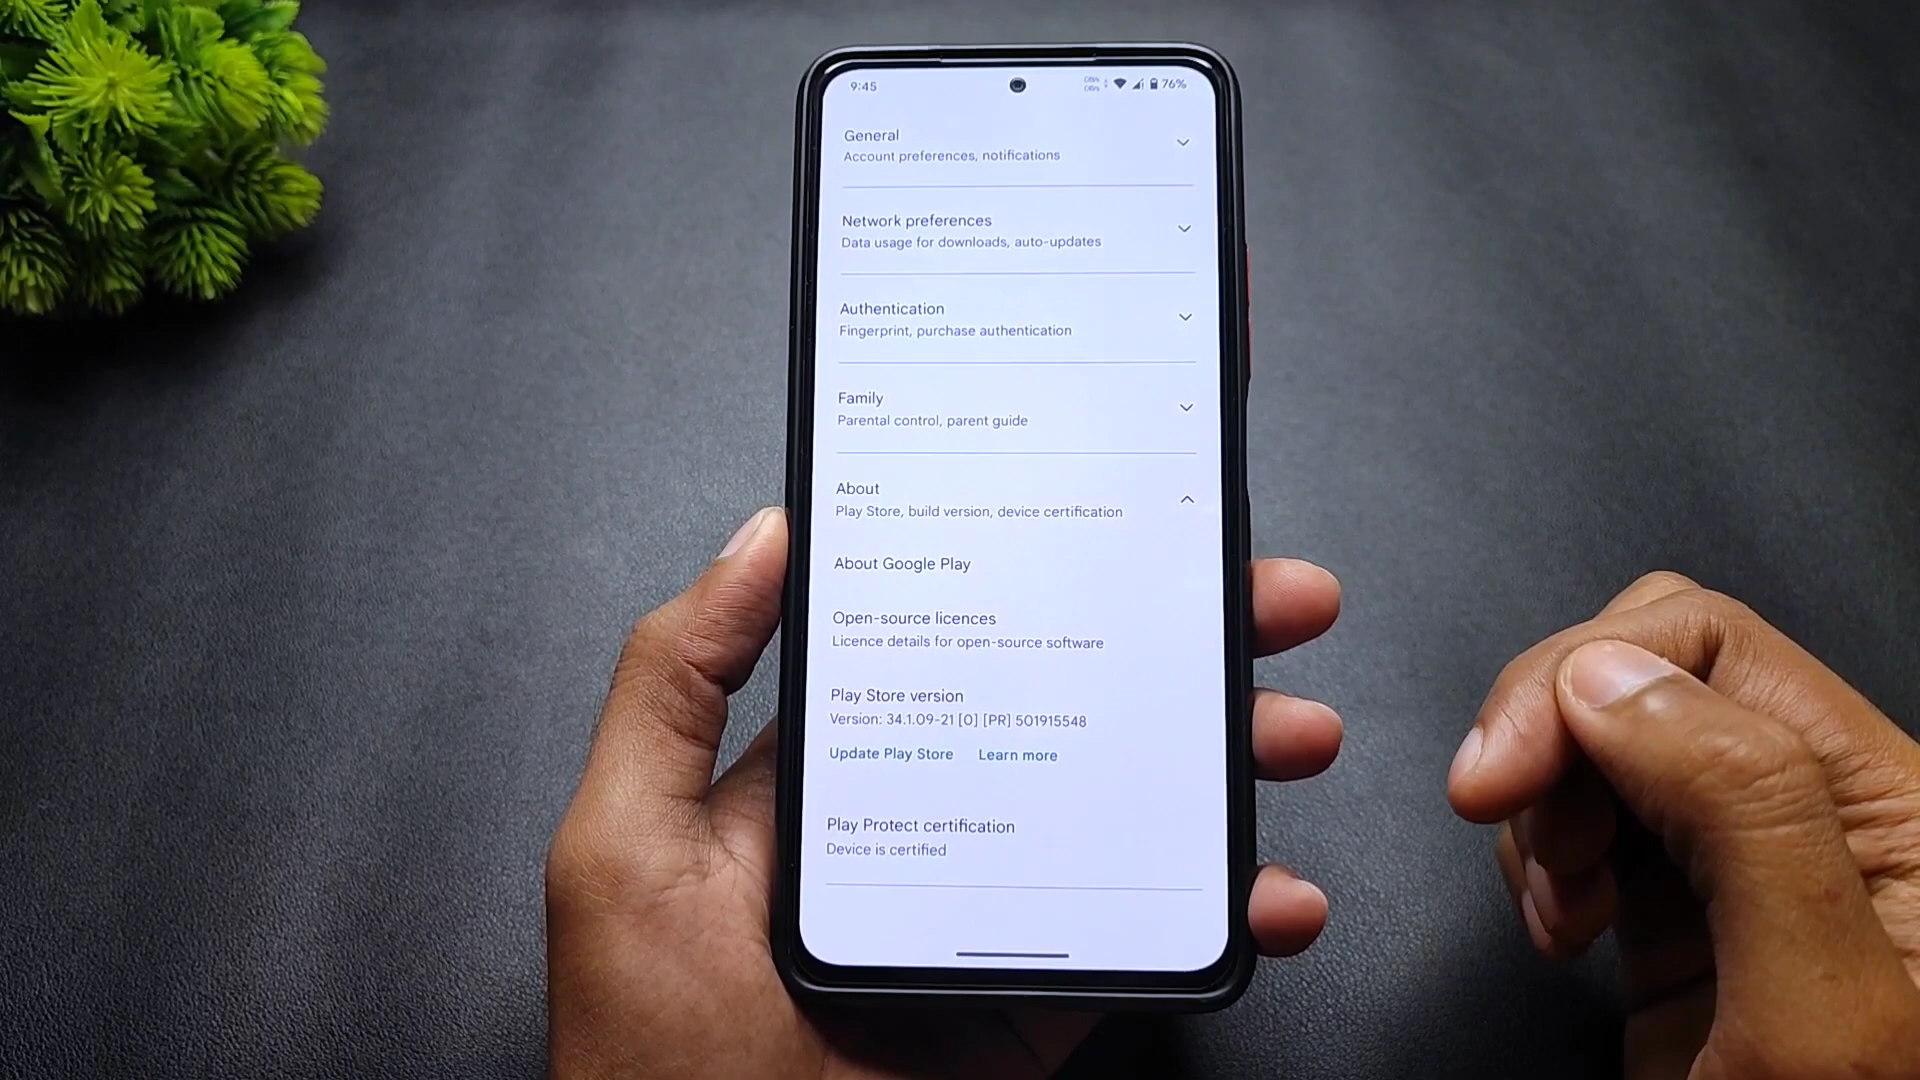 9:45
76%
General
Account preferences, notifications
Network preferences
Data usage for downloads, auto-updates
Authentication
Fingerprint, purchase authentication
Family
Parental control, parent guide
About
Play Store, build version, device certification
About Google Play
Open-source licences
Licence details for open-source software
Play Store version
Version: 34.1.09-21 [0] [PR] 501915548
Update Play Store Learn more
Play Protect certification
Device is certified